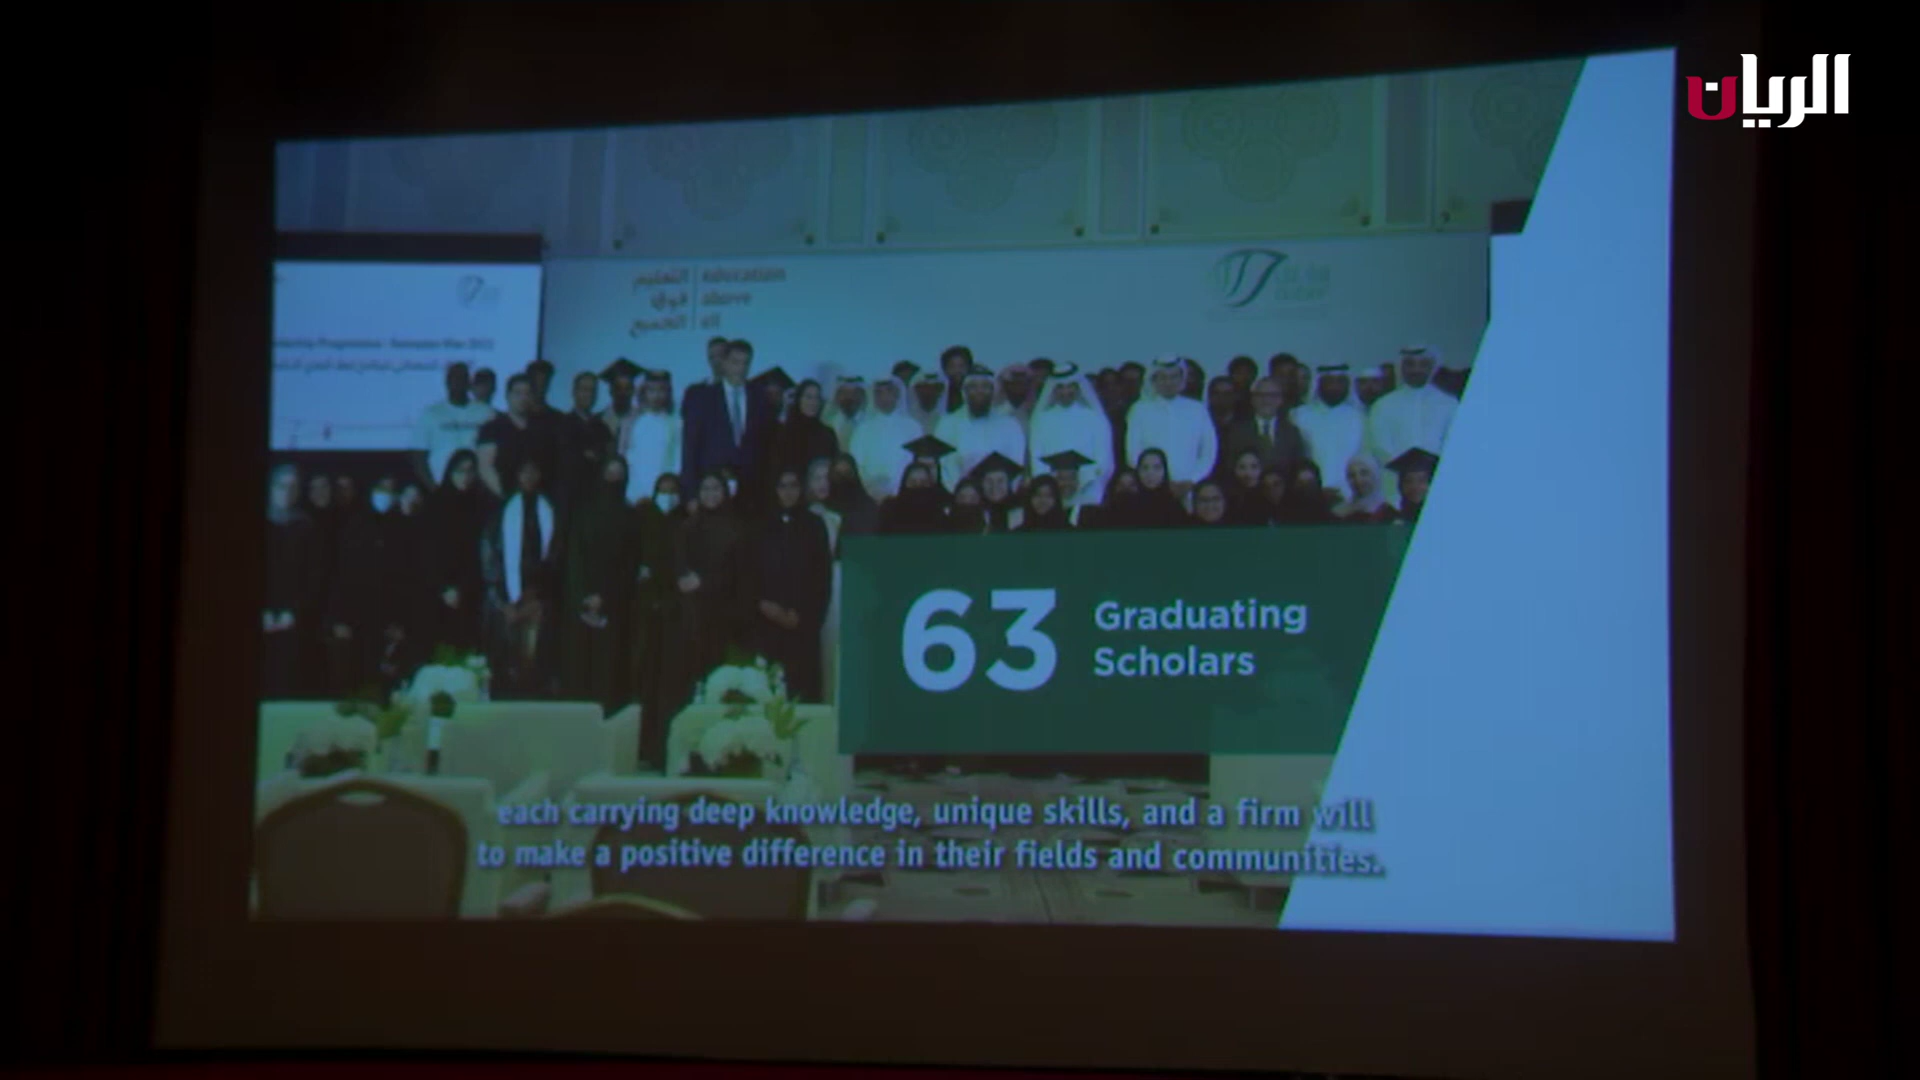 الريان
التعليم
فوق
الجميع
education
above
all
63
Graduating
Scholars
each carrying deep knowledge, unique skills, and a firm will
to make a positive difference in their fields and communities.